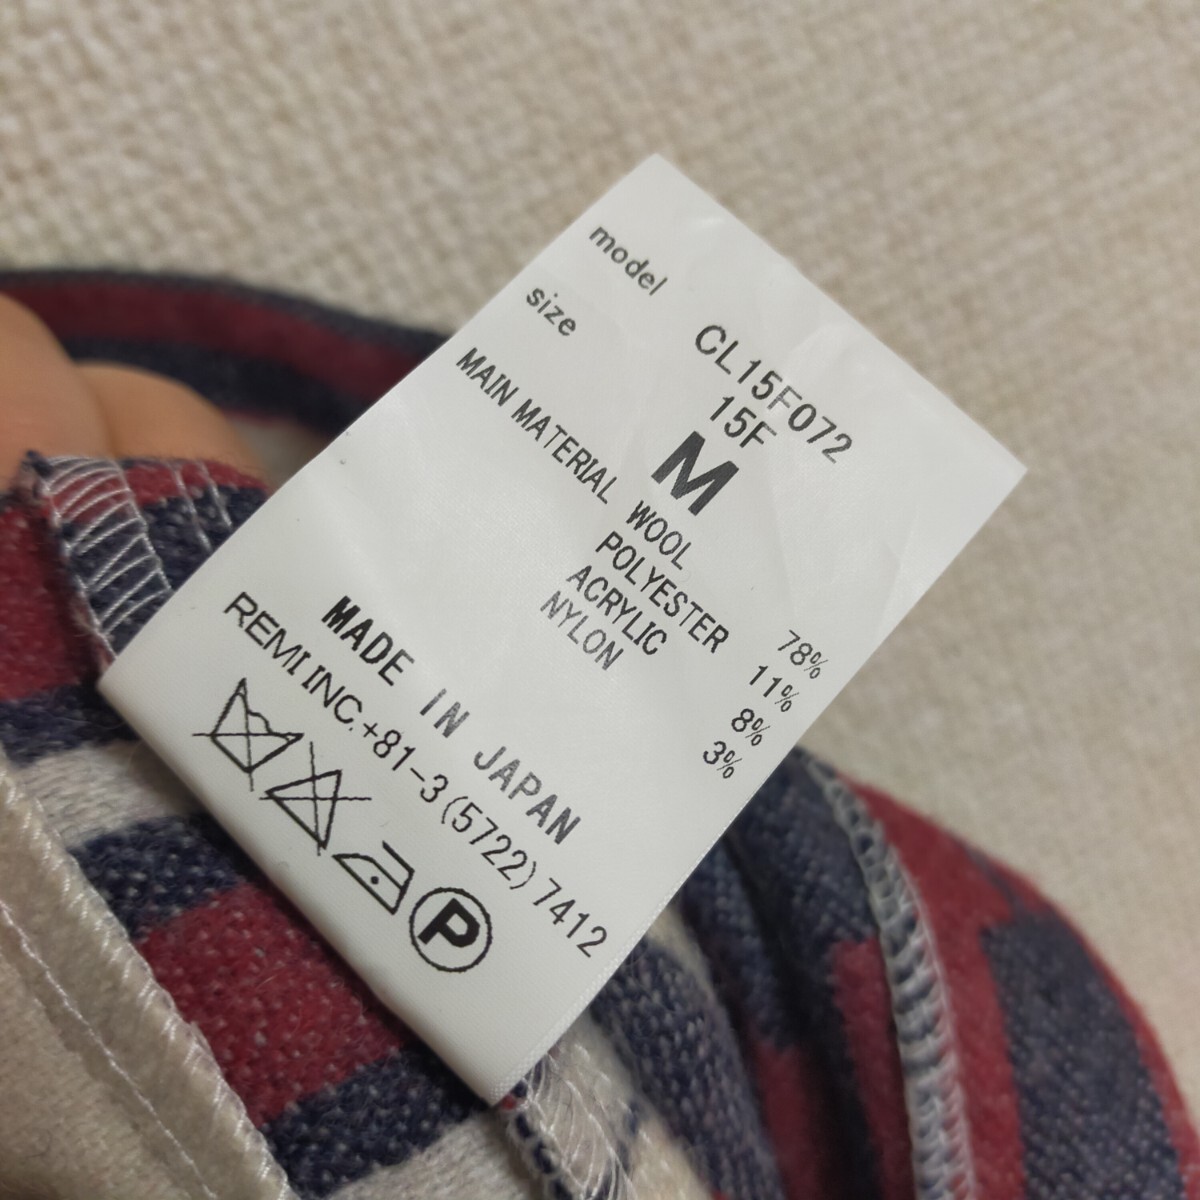 model CL15F072
15F
size M
MAIN MATERIAL WOOL 78%
POLYESTER 11%
ACRYLIC 8%
NYLON 3%
MADE IN JAPAN
REMI INC.+81-3(5722)7412
P